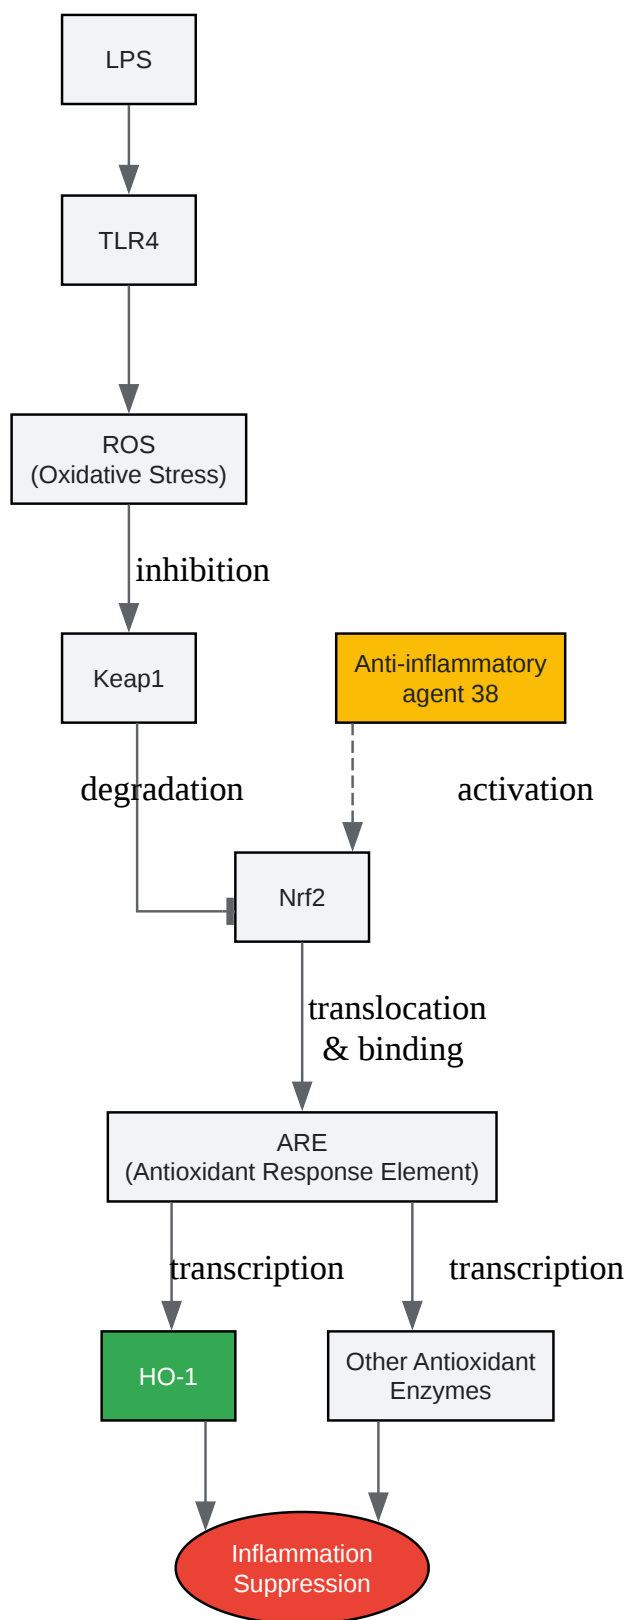 LPS
TLR4
ROS
(Oxidative Stress)
inhibition
Keap1
Anti-inflammatory
agent 38
degradation
activation
Nrf2
translocation
& binding
ARE
(Antioxidant Response Element)
transcription
transcription
HO-1
Other Antioxidant
Enzymes
Inflammation
Suppression